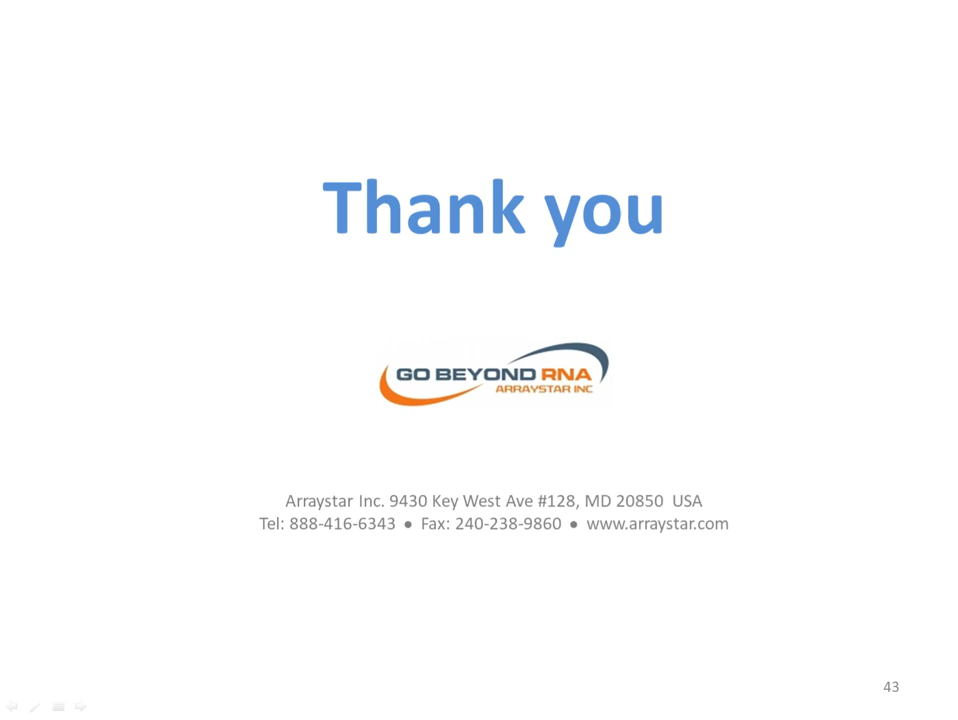 Thank you
GO BEYOND RNA
ARRAYSTAR INC
Arraystar Inc. 9430 Key West Ave #128, MD 20850  USA
Tel: 888-416-6343 ● Fax: 240-238-9860 ● www.arraystar.com
43